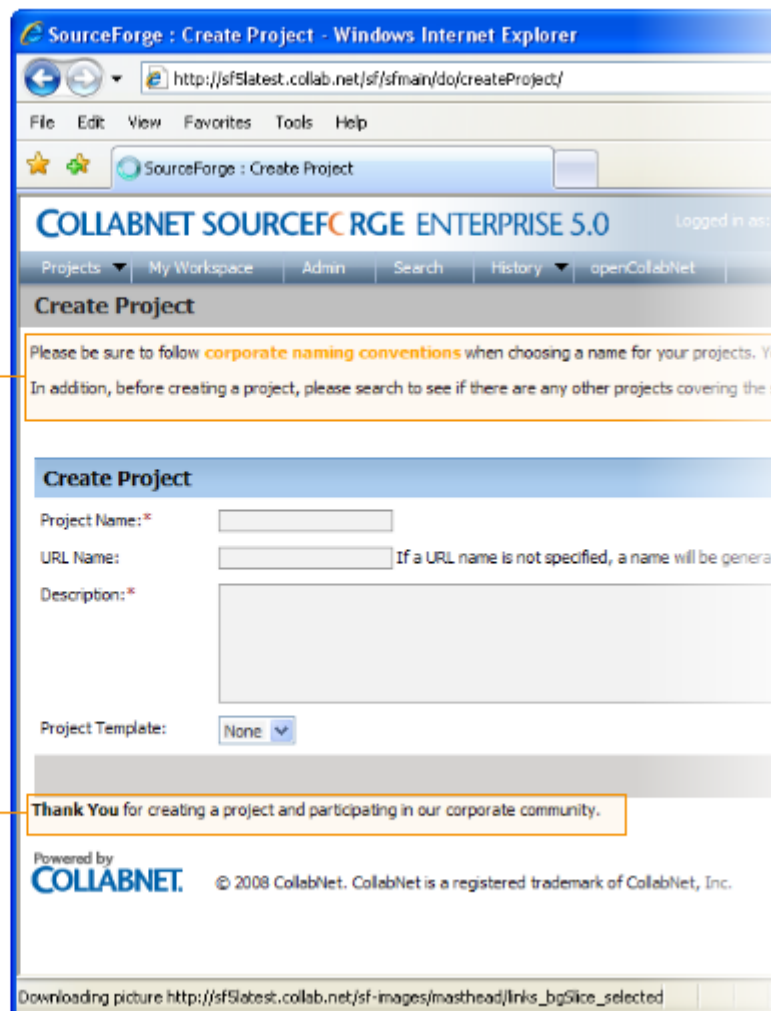 SourceForge : Create Project - Windows Internet Explorer
http://sf5latest.collab.net/sf/sfmain/do/createProject/
File Edit View Favorites Tools Help
SourceForge : Create Project
COLLABNET SOURCEFORGE ENTERPRISE 5.0 Logged in as:
Projects My Workspace Admin Search History openCollabNet
Create Project
Please be sure to follow corporate naming conventions when choosing a name for your projects.
In addition, before creating a project, please search to see if there are any other projects covering the
Create Project
Project Name:*
URL Name: If a URL name is not specified, a name will be genera
Description:*
Project Template: None
Thank You for creating a project and participating in our corporate community.
Powered by
COLLABNET. © 2008 CollabNet. CollabNet is a registered trademark of CollabNet, Inc.
Downloading picture http://sf5latest.collab.net/sf-images/masthead/links_bgSlice_selected